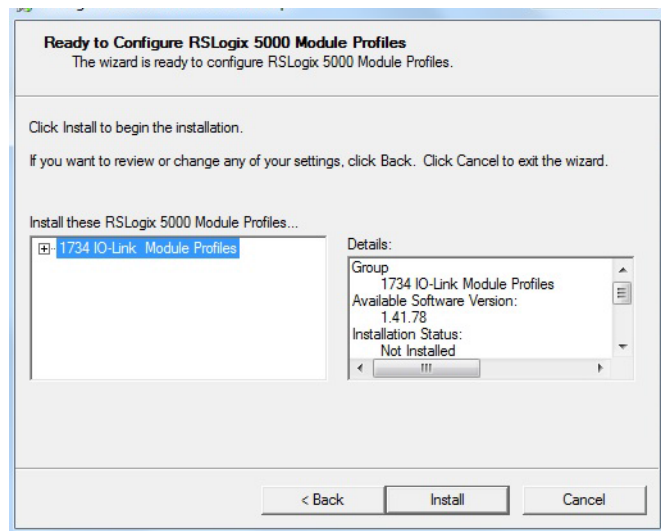 Ready to Configure RSLogix 5000 Module Profiles
The wizard is ready to configure RSLogix 5000 Module Profiles.
Click Install to begin the installation.
If you want to review or change any of your settings, click Back. Click Cancel to exit the wizard.
Install these RSLogix 5000 Module Profiles...
1734 IO-Link Module Profiles
Details:
Group
1734 IO-Link Module Profiles
Available Software Version:
1.41.78
Installation Status:
Not Installed
< Back
Install
Cancel